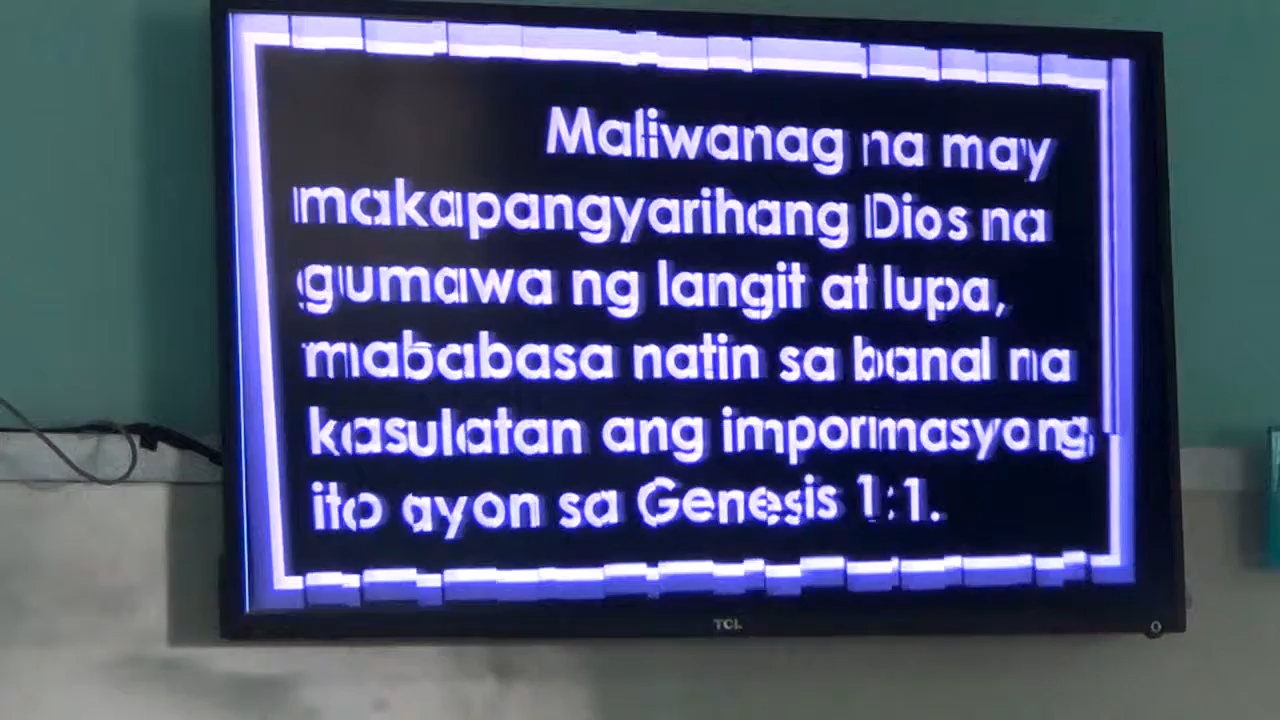 Maliwanag na may
makapangyarihang Dios na
gumawa ng langit at lupa,
mababasa natin sa banal na
kasulatan ang impormasyong
ito ayon sa Genesis 1:1.
TCL